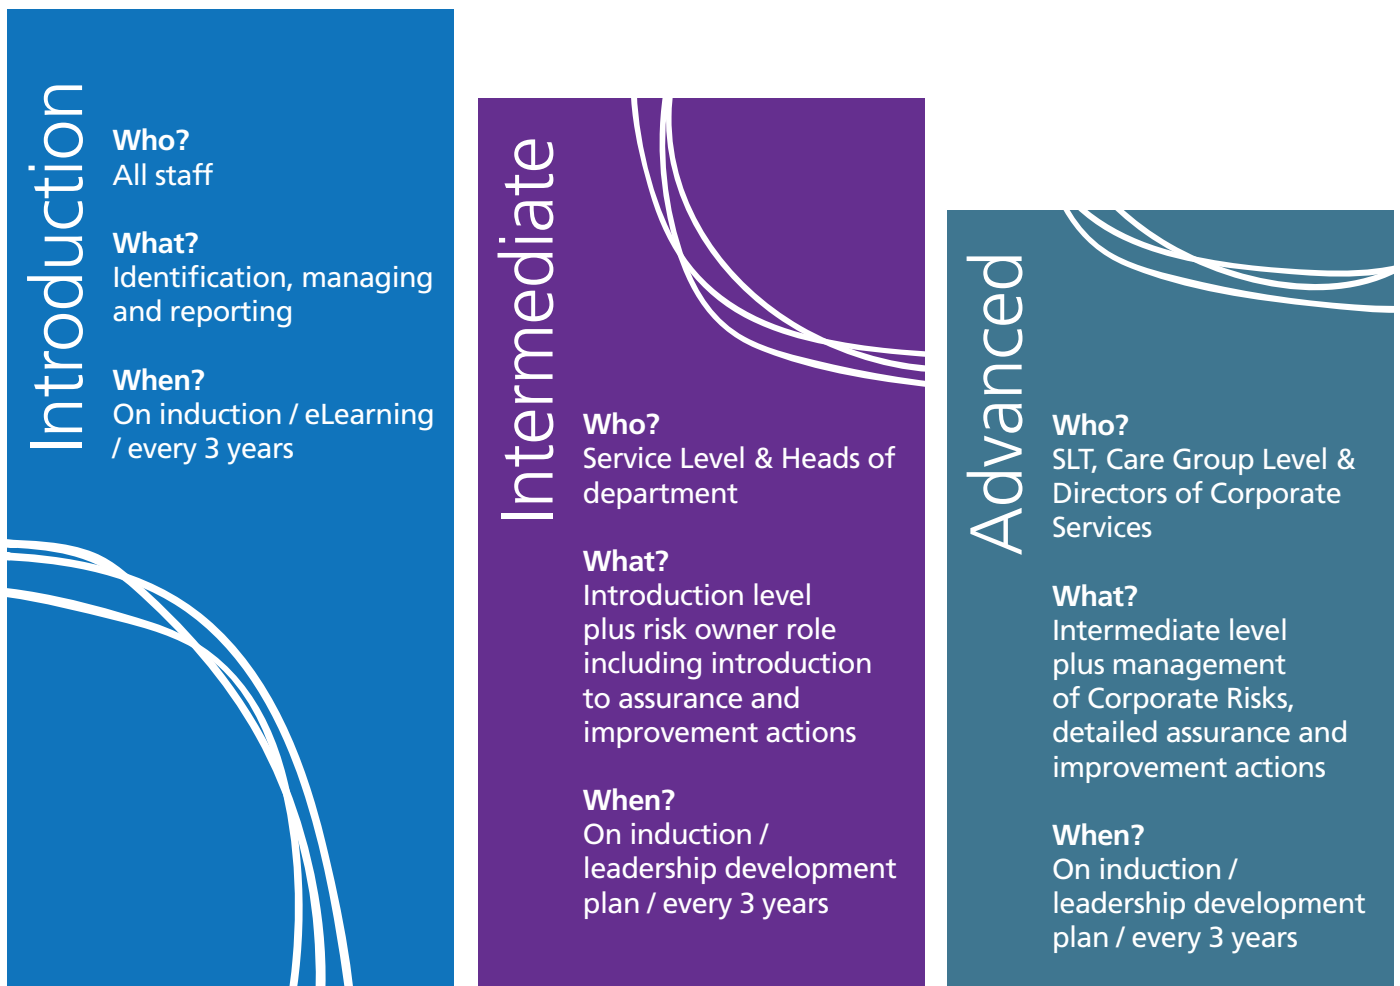 Introduction
Who?
All staff
What?
Identification, managing
and reporting
When?
On induction / eLearning
/ every 3 years
Intermediate
Who?
Service Level & Heads of
department
What?
Introduction level
plus risk owner role
including introduction
to assurance and
improvement actions
When?
On induction /
leadership development
plan / every 3 years
Advanced
Who?
SLT, Care Group Level &
Directors of Corporate
Services
What?
Intermediate level
plus management
of Corporate Risks,
detailed assurance and
improvement actions
When?
On induction /
leadership development
plan / every 3 years